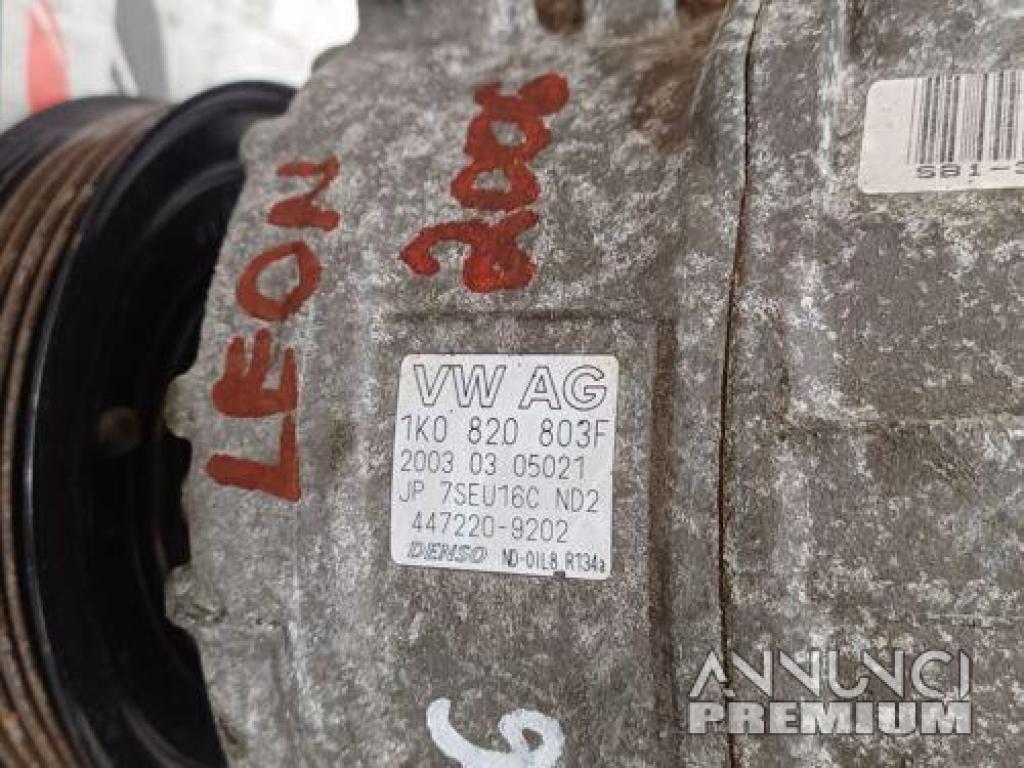 LEON
VW AG
1K0 820 803F
2003 03 05021
JP 7SEU16C ND2
447220-9202
DENSO ND-OIL8 R134a
SB1-
ANNUNCI
PREMIUM